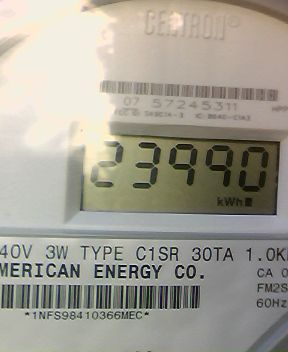 CELTRON®
07 57245311
23990
kWh
40V 3W TYPE C1SR 30TA 1.0K
MERICAN ENERGY CO.
CA 0
FM2S
60Hz
*1NFS98410366MEC*